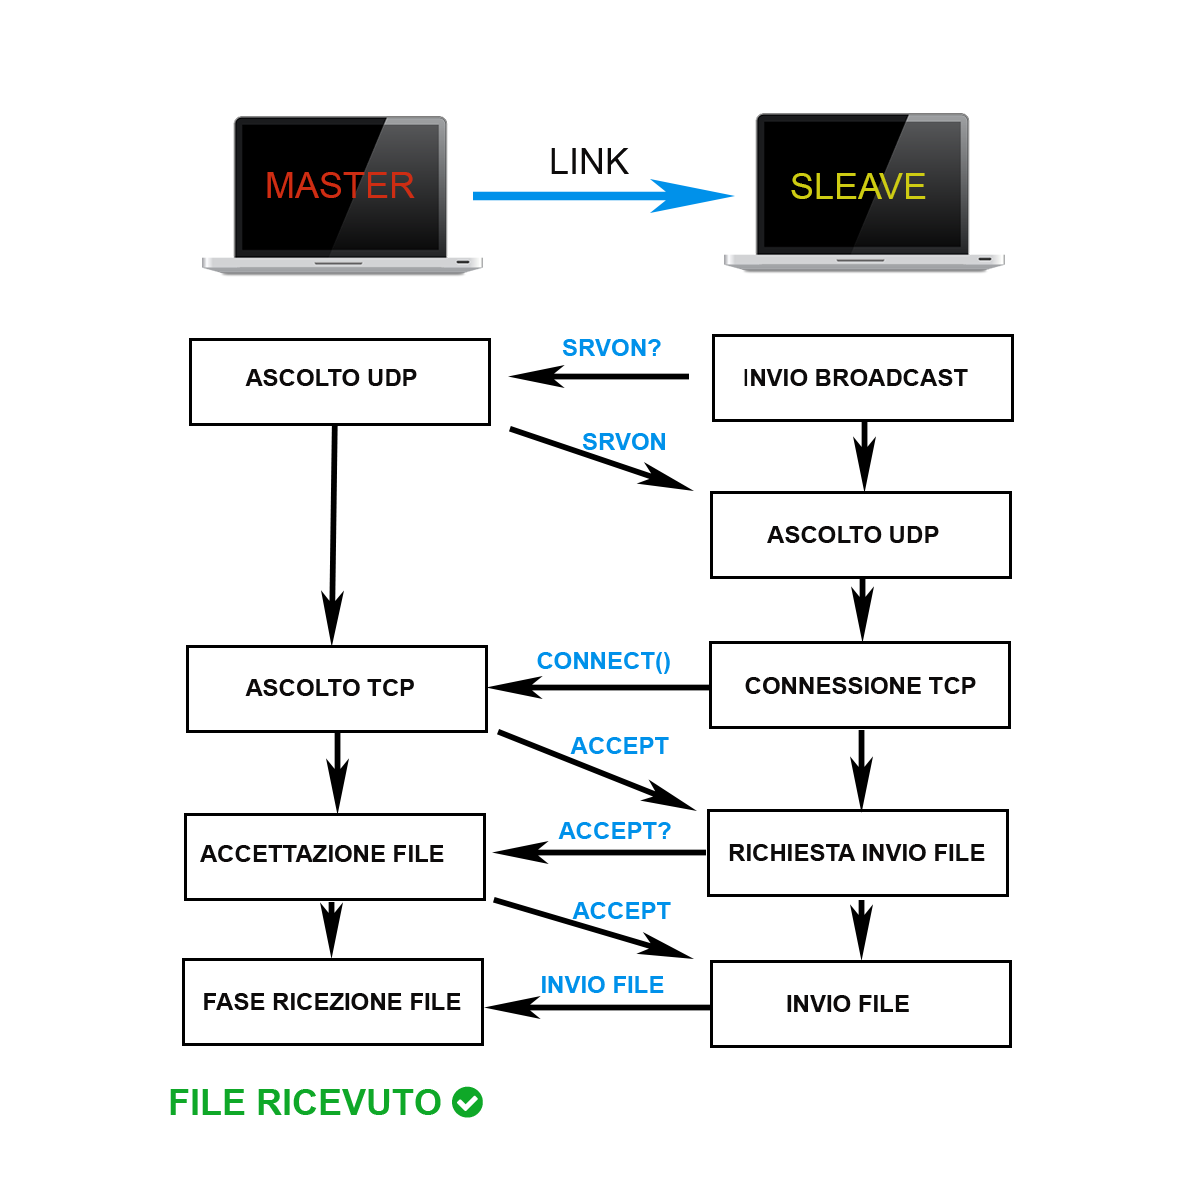 MASTER
LINK
SLEAVE
SRVON?
ASCOLTO UDP
INVIO BROADCAST
SRVON
ASCOLTO UDP
CONNECT()
ASCOLTO TCP
CONNESSIONE TCP
ACCEPT
ACCEPT?
ACCETTAZIONE FILE
RICHIESTA INVIO FILE
ACCEPT
INVIO FILE
FASE RICEZIONE FILE
INVIO FILE
FILE RICEVUTO